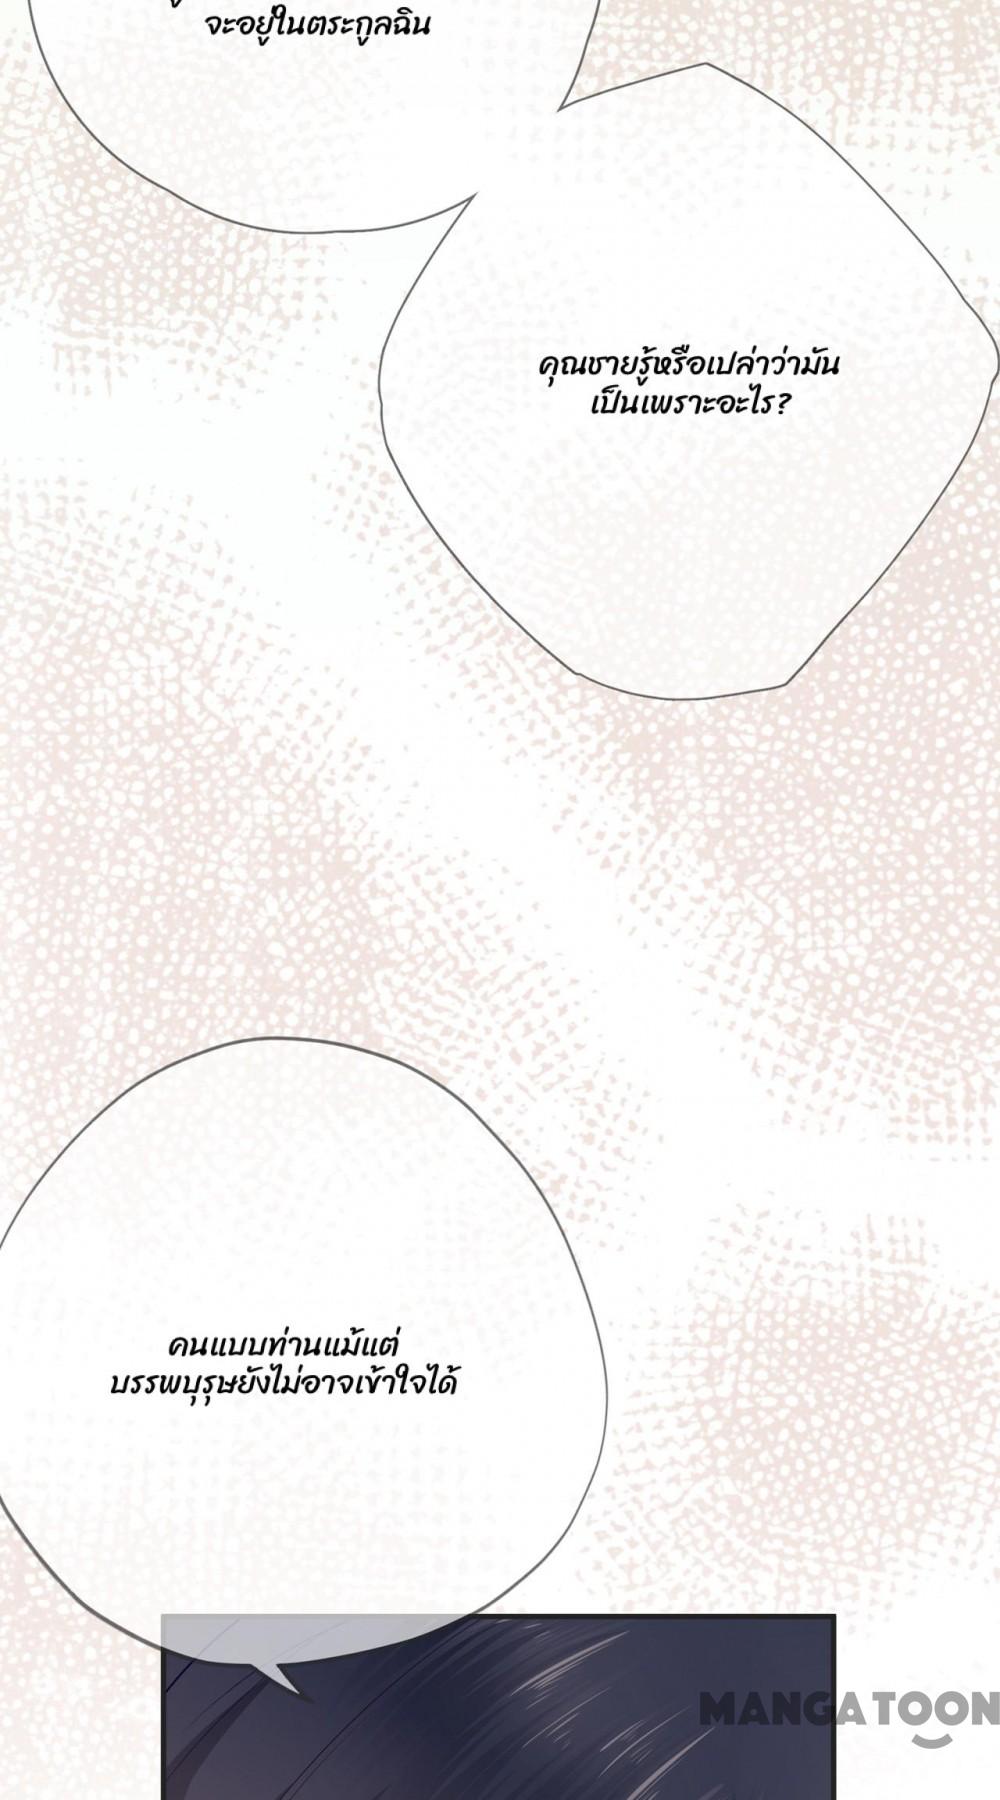 จะอยู่ในตระกูลฉิน
คุณชายรู้หรือเปล่าว่ามัน
เป็นเพราะอะไร?
คนแบบท่านแม้แต่
บรรพบุรุษยังไม่อาจเข้าใจได้
MANGATOON